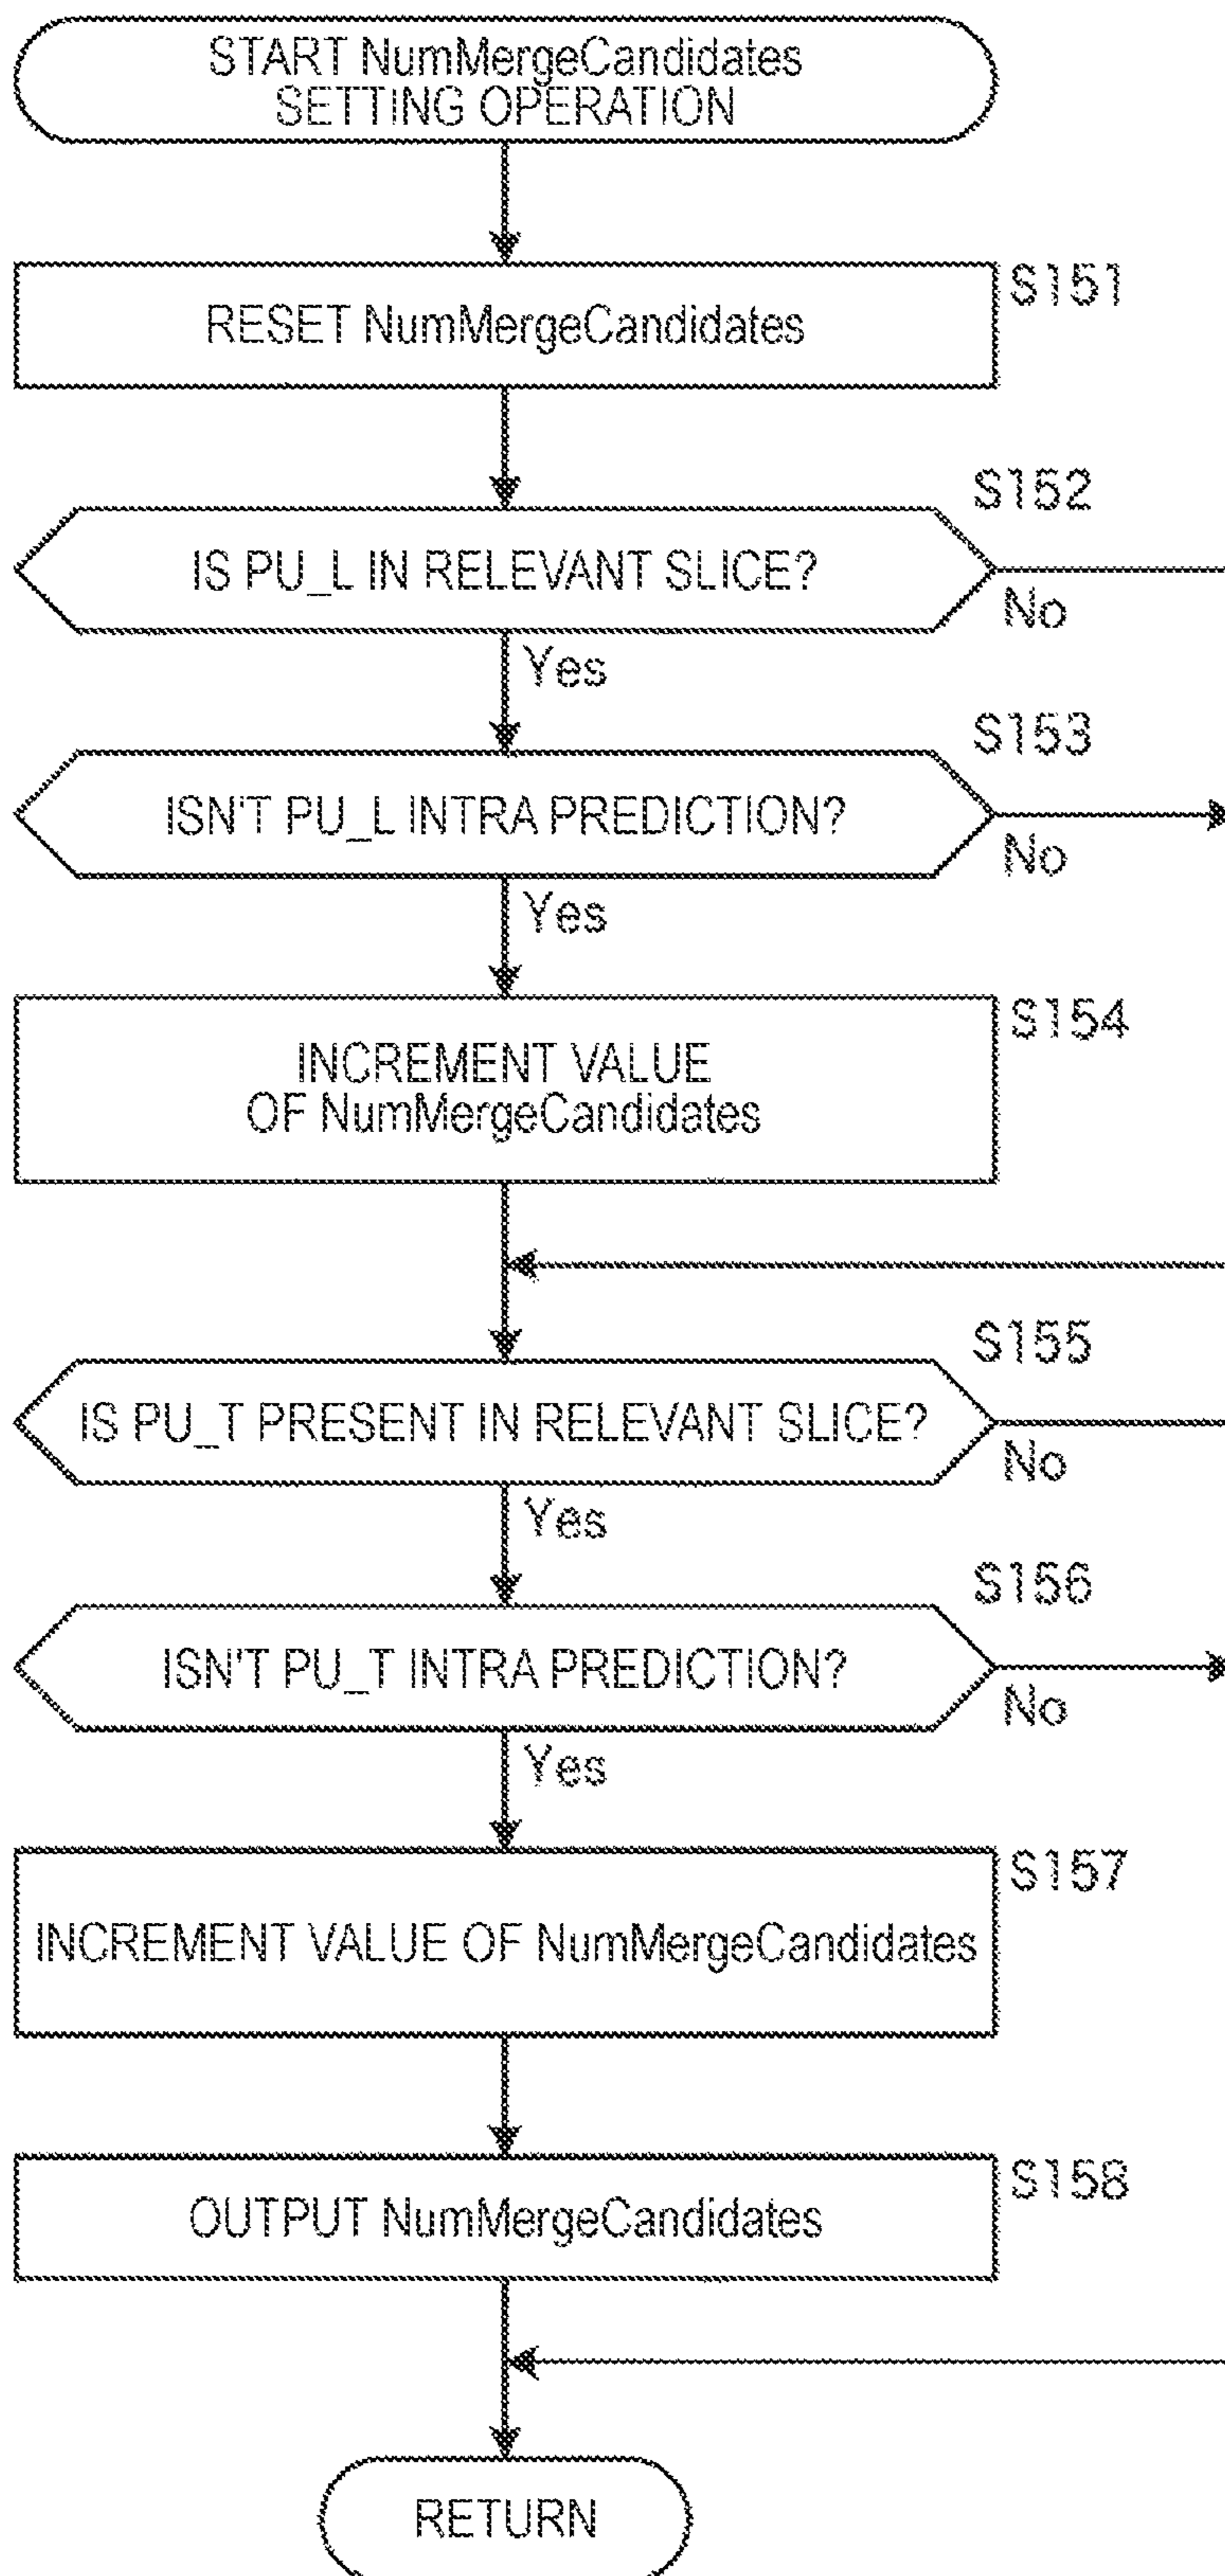 START NumMergeCandidates
SETTING OPERATION
RESET NumMergeCandidates
S151
IS PU_L IN RELEVANT SLICE?
S152
No
Yes
ISN'T PU_L INTRA PREDICTION?
S153
No
Yes
INCREMENT VALUE
OF NumMergeCandidates
S154
IS PU_T PRESENT IN RELEVANT SLICE?
S155
No
Yes
ISN'T PU_T INTRA PREDICTION?
S156
No
Yes
INCREMENT VALUE OF NumMergeCandidates
S157
OUTPUT NumMergeCandidates
S158
RETURN